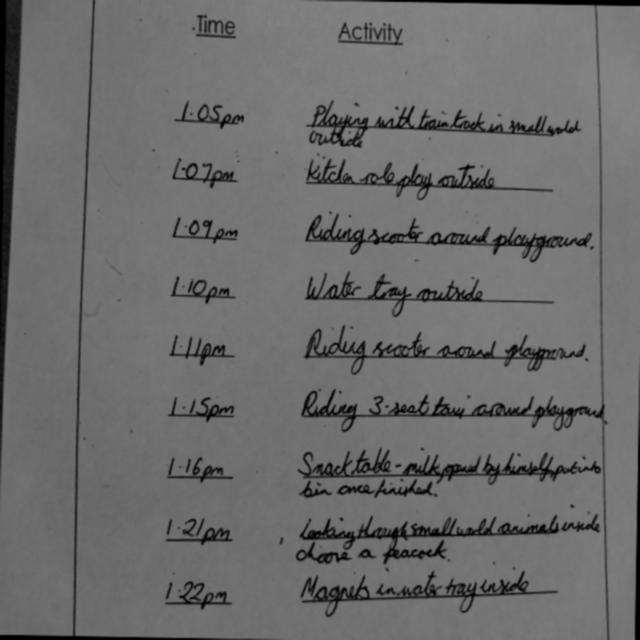 Time Activity
1.05pm Playing with train track in small world
outside
1.07pm kitchen role play outside
1.09pm Riding scooter around playground.
1.10pm Water tray outside
1.11pm Riding scooter around playground.
1.15pm Riding 3-seat taxi around playground.
1.16pm Snack table - milk, opened by himself, put into
bin once finished.
1.21pm Looking through small world animals inside
choose a peacock.
1.22pm Magnets in water tray inside